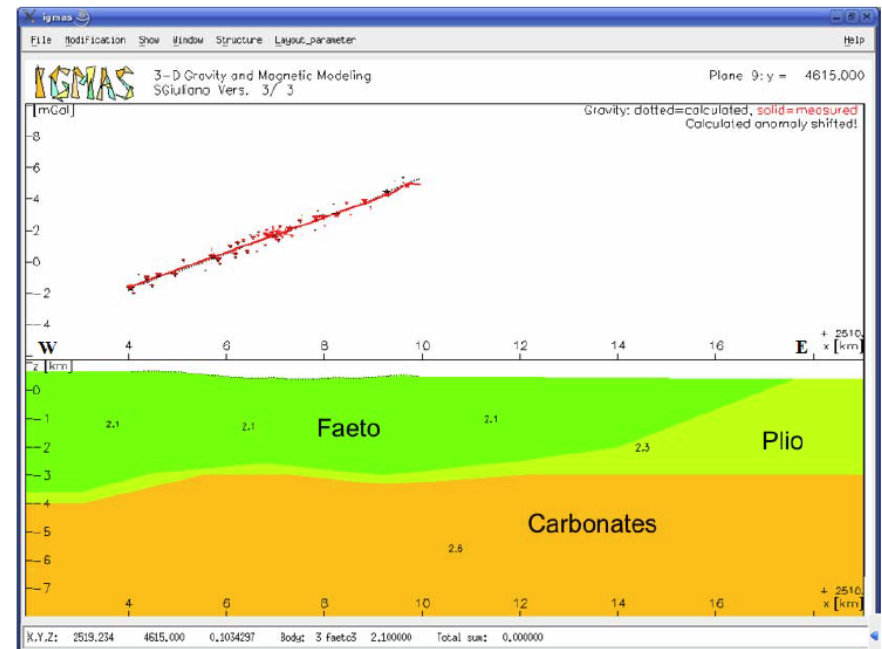 igmas
File Modification Show Window Structure Layout_parameter Help
IGMAS 3-D Gravity and Magnetic Modeling Plane 9: y = 4615.000
SGiuliano Vers. 3/ 3
[mGal] Gravity: dotted=calculated, solid=measured
Calculated anomaly shifted!
8
6
4
2
0
-2
-4
+ 2510.
W 4 6 8 10 12 14 16 E x [km]
z [km]
0
-1 2.1 2.1 Faeto 2.1
-2 2.3 Plio
-3
-4
-5 Carbonates
-6 2.6
-7
+ 2510.
4 6 8 10 12 14 16 x [km]
X,Y,Z: 2519.234 4615.000 0.1034297 Body: 3 faeto3 2.100000 Total sum: 0.000000